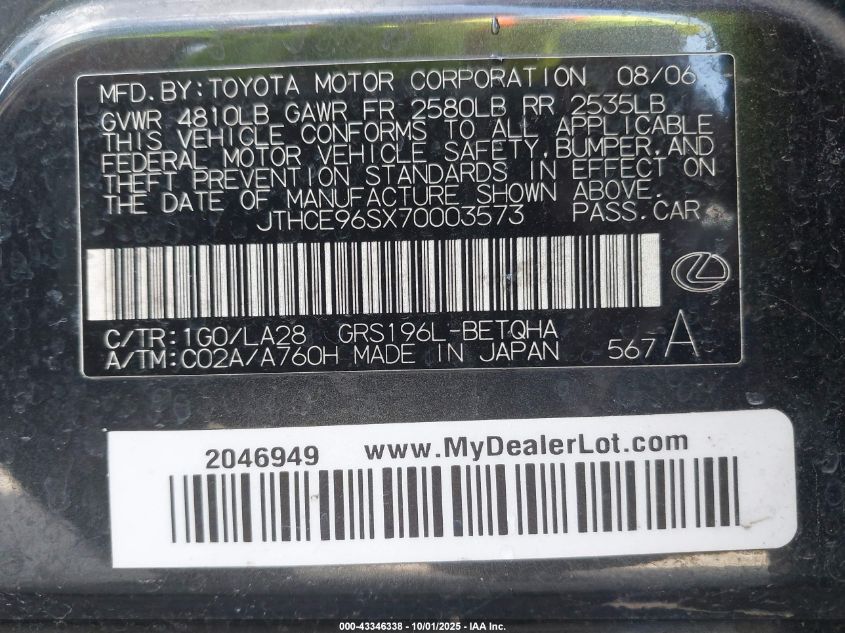 MFD. BY: TOYOTA MOTOR CORPORATION 08/06
GVWR 4810LB GAWR FR 2580LB RR 2535LB
THIS VEHICLE CONFORMS TO ALL APPLICABLE
FEDERAL MOTOR VEHICLE SAFETY, BUMPER, AND
THEFT PREVENTION STANDARDS IN EFFECT ON
THE DATE OF MANUFACTURE SHOWN ABOVE.
JTHCE96SX70003573 PASS. CAR
C/TR: 1G0/LA28 GRS196L-BETQHA
A/TM: C02A/A760H MADE IN JAPAN 567 A
2046949 www.MyDealerLot.com
000-43346338 - 10/01/2025 - IAA Inc.